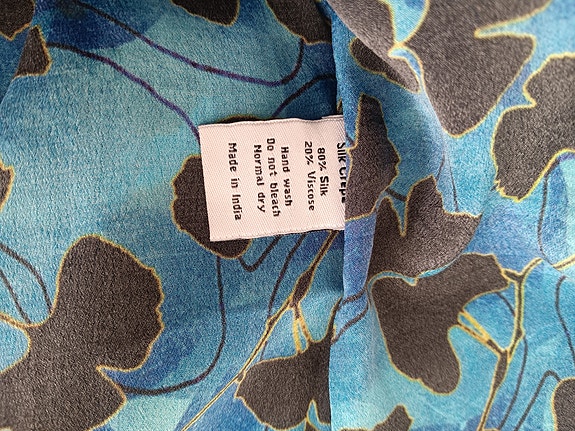 Silk Crepe
80% Silk
20% Viscose
Hand wash
Do not bleach
Normal dry
Made in India